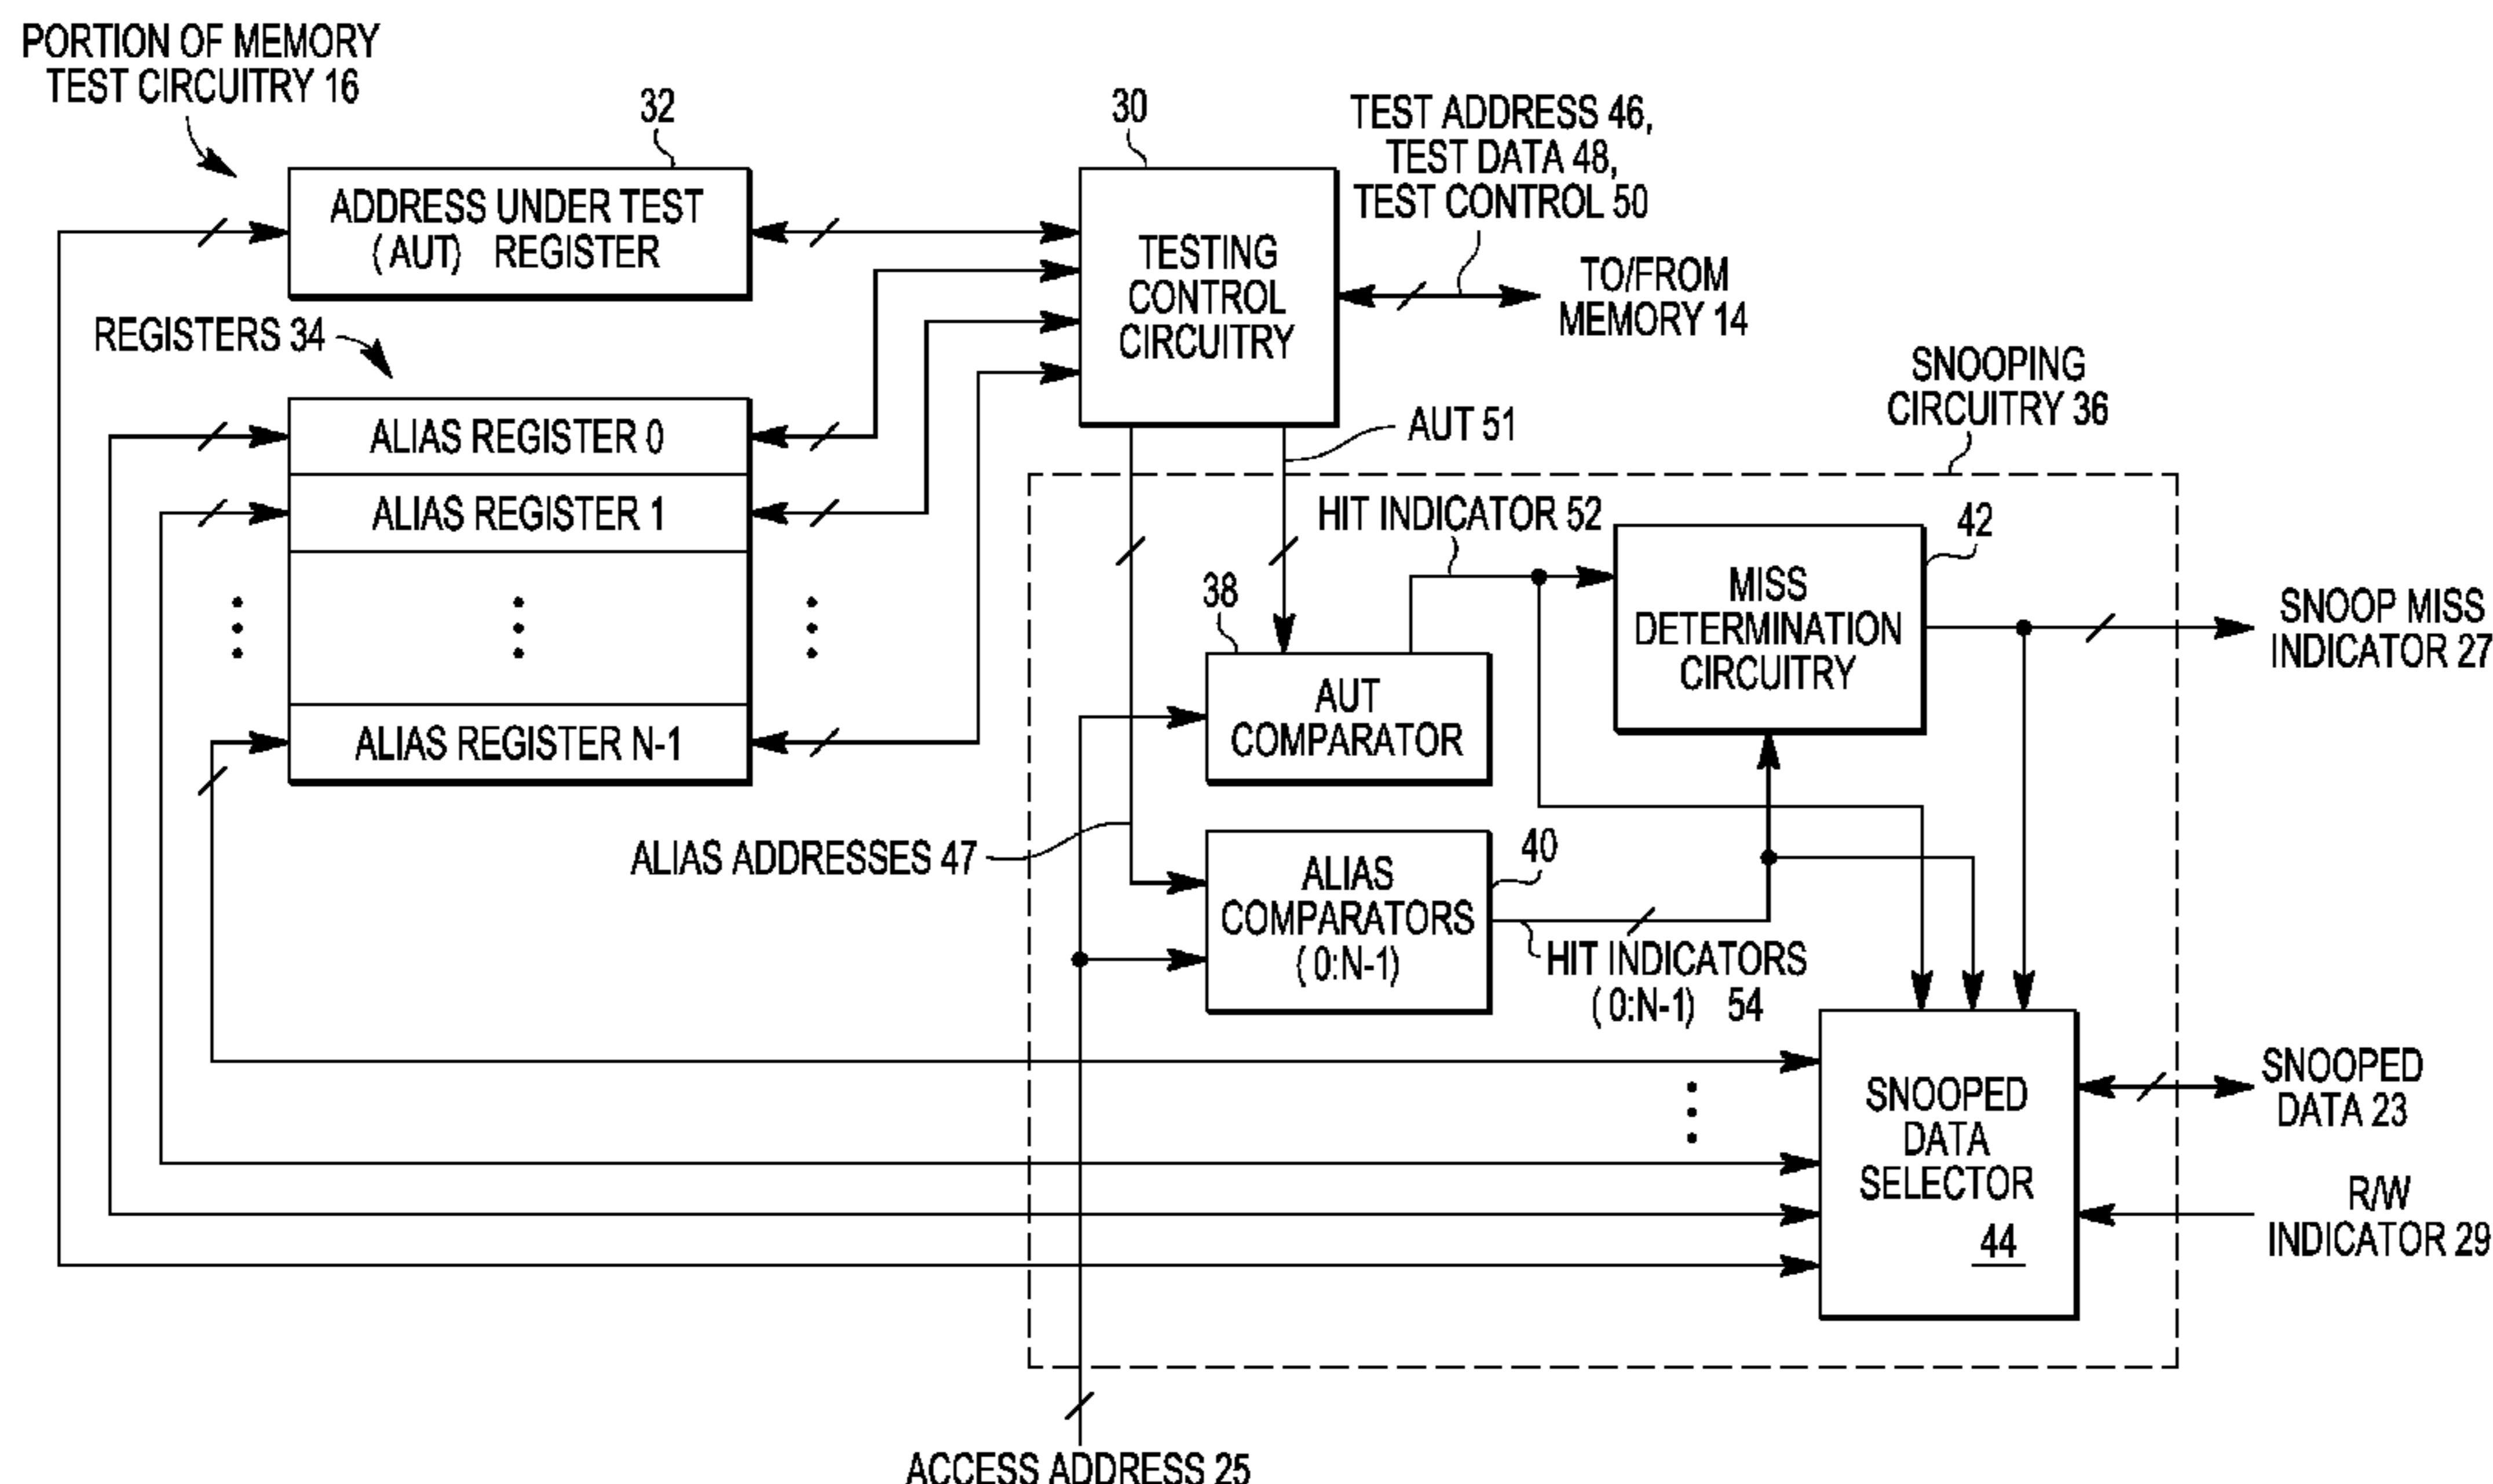 PORTION OF MEMORY
TEST CIRCUITRY 16
32
30
TEST ADDRESS 46,
TEST DATA 48,
TEST CONTROL 50
ADDRESS UNDER TEST
(AUT) REGISTER
TESTING
CONTROL
CIRCUITRY
TO/FROM
MEMORY 14
REGISTERS 34
SNOOPING
CIRCUITRY 36
ALIAS REGISTER 0
AUT 51
ALIAS REGISTER 1
HIT INDICATOR 52
42
38
MISS
DETERMINATION
CIRCUITRY
SNOOP MISS
INDICATOR 27
AUT
COMPARATOR
ALIAS REGISTER N-1
ALIAS ADDRESSES 47
40
ALIAS
COMPARATORS
(0:N-1)
HIT INDICATORS
(0:N-1) 54
SNOOPED
DATA
SELECTOR
44
SNOOPED
DATA 23
R/W
INDICATOR 29
ACCESS ADDRESS 25